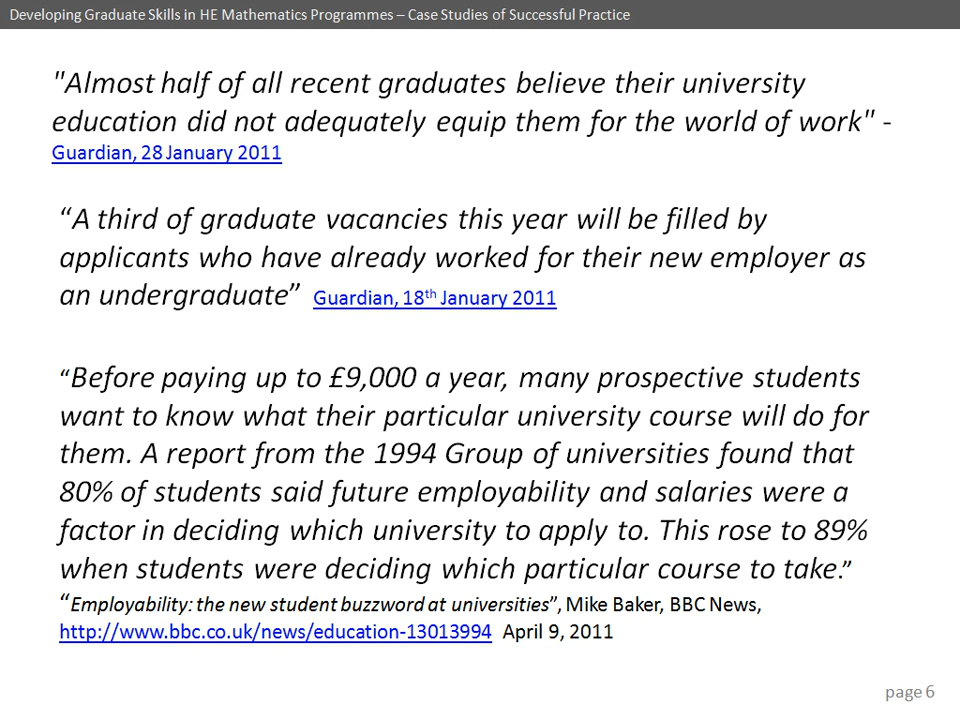 Developing Graduate Skills in HE Mathematics Programmes – Case Studies of Successful Practice
"Almost half of all recent graduates believe their university
education did not adequately equip them for the world of work" -
Guardian, 28 January 2011
“A third of graduate vacancies this year will be filled by
applicants who have already worked for their new employer as
an undergraduate” Guardian, 18th January 2011
“Before paying up to £9,000 a year, many prospective students
want to know what their particular university course will do for
them. A report from the 1994 Group of universities found that
80% of students said future employability and salaries were a
factor in deciding which university to apply to. This rose to 89%
when students were deciding which particular course to take.”
“Employability: the new student buzzword at universities”, Mike Baker, BBC News,
http://www.bbc.co.uk/news/education-13013994 April 9, 2011
page 6